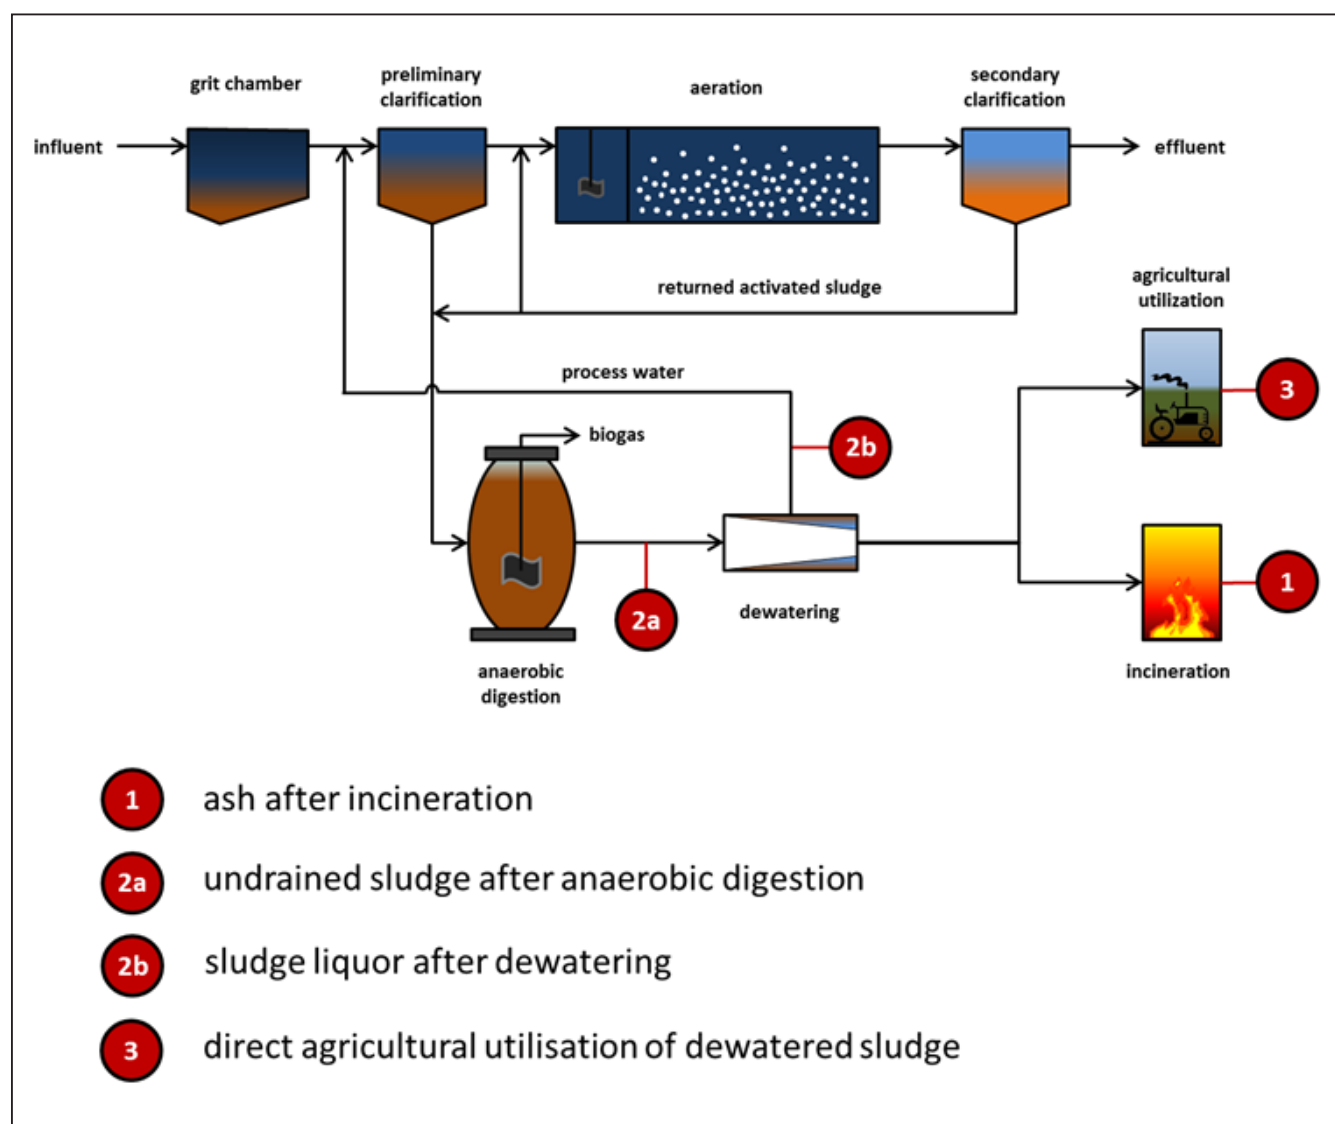 grit chamber
preliminary
clarification
aeration
secondary
clarification
influent
effluent
returned activated sludge
agricultural
utilization
process water
3
biogas
2b
1
2a
dewatering
anaerobic
digestion
incineration
1 ash after incineration
2a undrained sludge after anaerobic digestion
2b sludge liquor after dewatering
3 direct agricultural utilisation of dewatered sludge